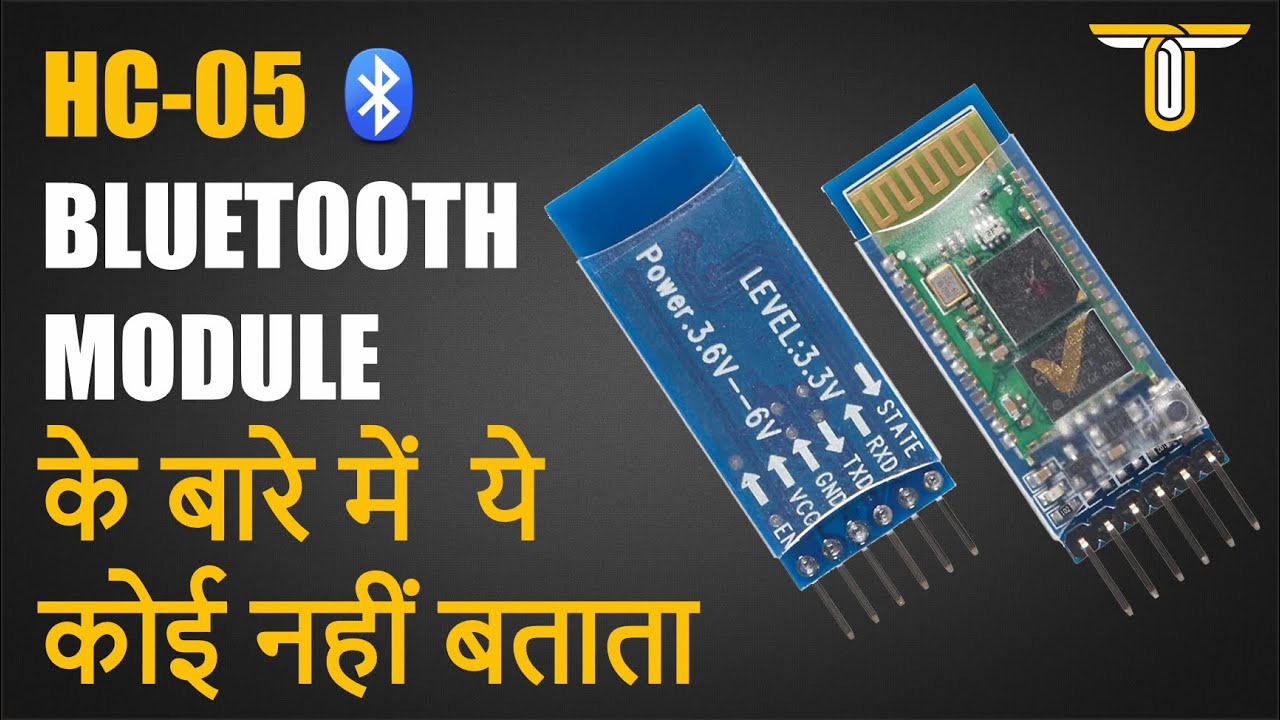 HC-05
BLUETOOTH
MODULE
के बारे में ये
कोई नहीं बताता
Power.3.6V--6V
LEVEL:3.3V
STATE
RXD
TXD
GND
VCC
EN